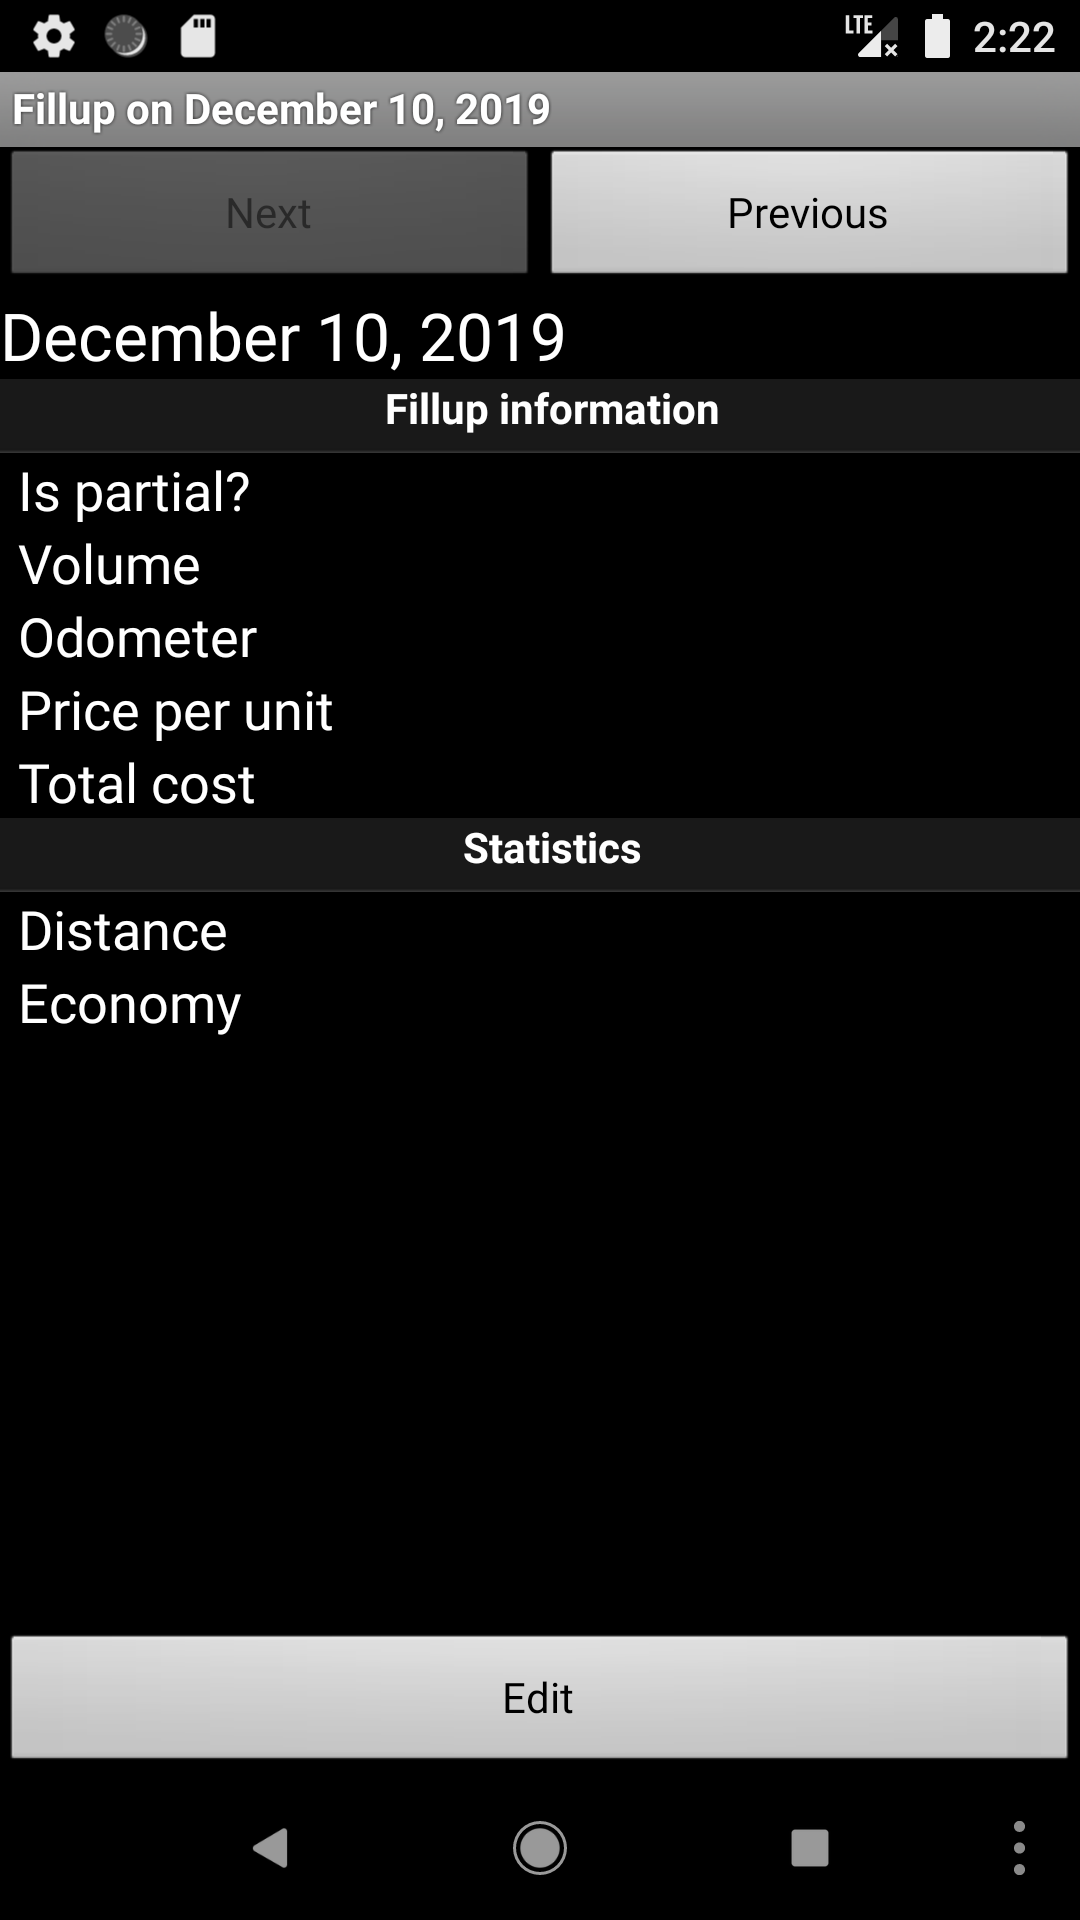 LTE 2:22
Fillup on December 10, 2019
Next Previous
December 10, 2019
Fillup information
Is partial?
Volume
Odometer
Price per unit
Total cost
Statistics
Distance
Economy
Edit